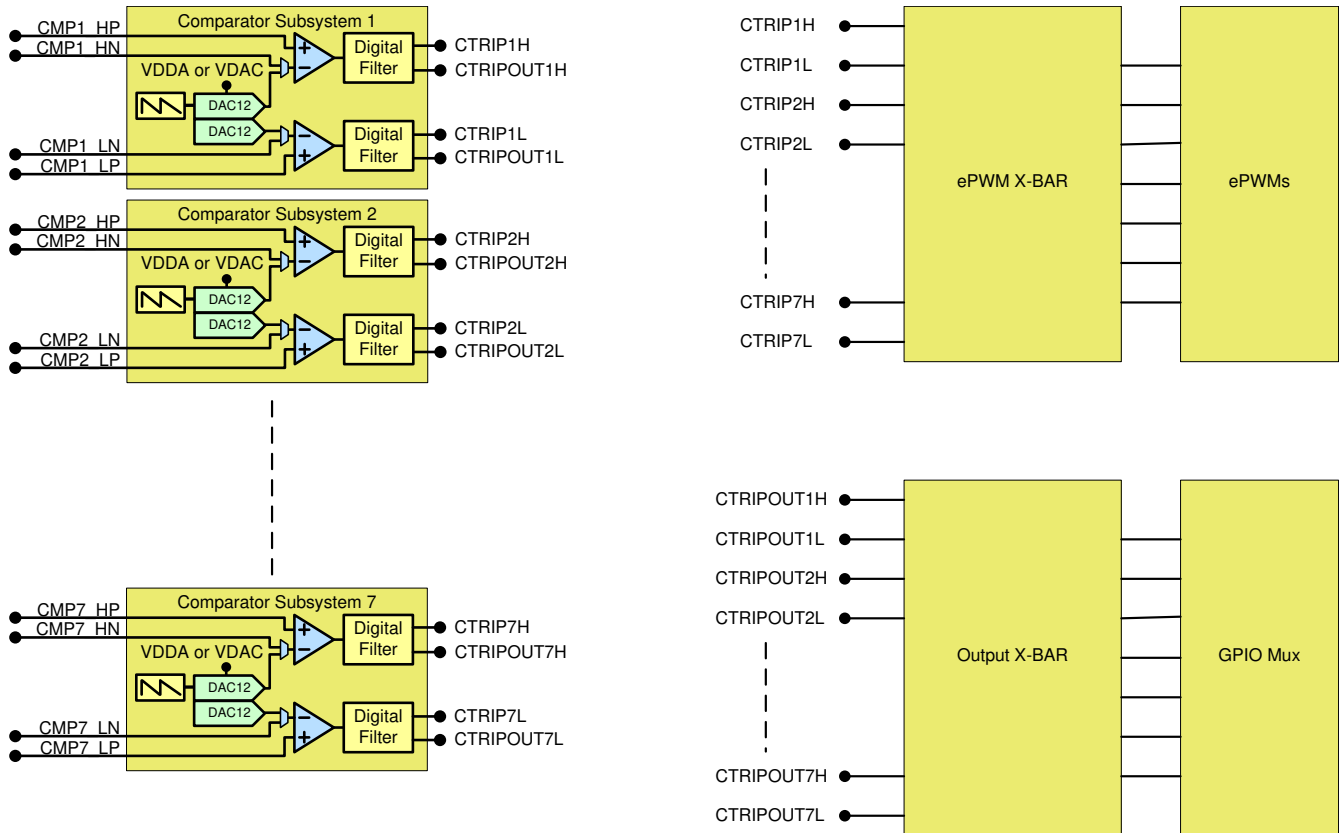 Comparator Subsystem 1
CMP1_HP
CMP1_HN
VDDA or VDAC
DAC12
DAC12
CMP1_LN
CMP1_LP
Digital
Filter
Digital
Filter
CTRIP1H
CTRIPOUT1H
CTRIP1L
CTRIPOUT1L
Comparator Subsystem 2
CMP2_HP
CMP2_HN
VDDA or VDAC
DAC12
DAC12
CMP2_LN
CMP2_LP
Digital
Filter
Digital
Filter
CTRIP2H
CTRIPOUT2H
CTRIP2L
CTRIPOUT2L
Comparator Subsystem 7
CMP7_HP
CMP7_HN
VDDA or VDAC
DAC12
DAC12
CMP7_LN
CMP7_LP
Digital
Filter
Digital
Filter
CTRIP7H
CTRIPOUT7H
CTRIP7L
CTRIPOUT7L
CTRIP1H
CTRIP1L
CTRIP2H
CTRIP2L
CTRIP7H
CTRIP7L
ePWM X-BAR
ePWMs
CTRIPOUT1H
CTRIPOUT1L
CTRIPOUT2H
CTRIPOUT2L
CTRIPOUT7H
CTRIPOUT7L
Output X-BAR
GPIO Mux